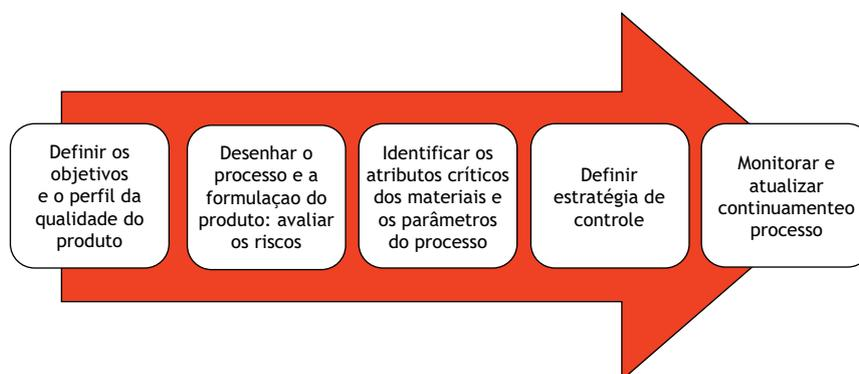 Definir os
objetivos
e o perfil da
qualidade do
produto
Desenhar o
processo e a
formulaçao do
produto: avaliar
os riscos
Identificar os
atributos críticos
dos materiais e
os parâmetros
do processo
Definir
estratégia de
controle
Monitorar e
atualizar
continuamenteo
processo